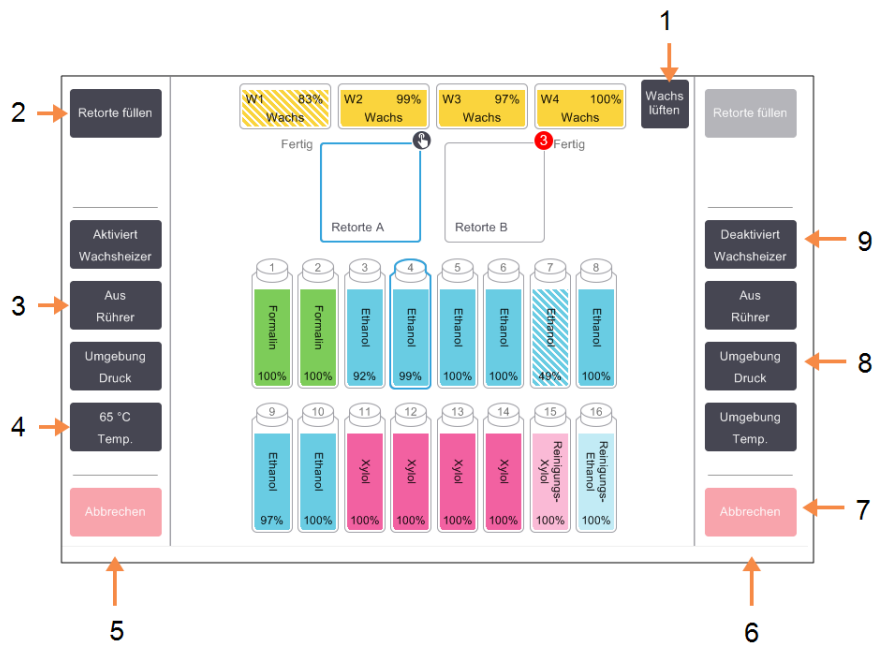 1
2
Retorte füllen
W1 83%
Wachs
W2 99%
Wachs
W3 97%
Wachs
W4 100%
Wachs
Wachs
lüften
Retorte füllen
Fertig
3
Fertig
Retorte A
Retorte B
Aktiviert
Wachsheizer
Deaktiviert
Wachsheizer
9
3
Aus
Rührer
Aus
Rührer
Umgebung
Druck
Umgebung
Druck
8
4
65 °C
Temp.
Umgebung
Temp.
1
Formalin
100%
2
Formalin
100%
3
Ethanol
92%
4
Ethanol
99%
5
Ethanol
100%
6
Ethanol
100%
7
Ethanol
49%
8
Ethanol
100%
9
Ethanol
97%
10
Ethanol
100%
11
Xylol
100%
12
Xylol
100%
13
Xylol
100%
14
Xylol
100%
15
Reinigungs-
Xylol
100%
16
Reinigungs-
Ethanol
100%
Abbrechen
Abbrechen
7
5
6